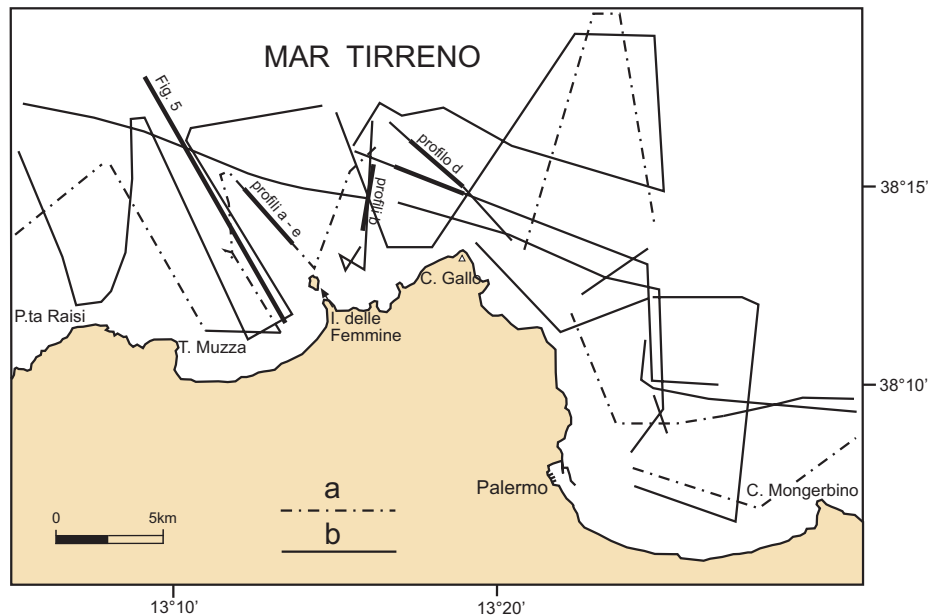 MAR TIRRENO
Fig. 5
profilo d
profili a - e
profili b
38°15'
C. Gallo
P.ta Raisi
I. delle
Femmine
T. Muzza
38°10'
Palermo
C. Mongerbino
a
b
0 5km
13°10' 13°20'